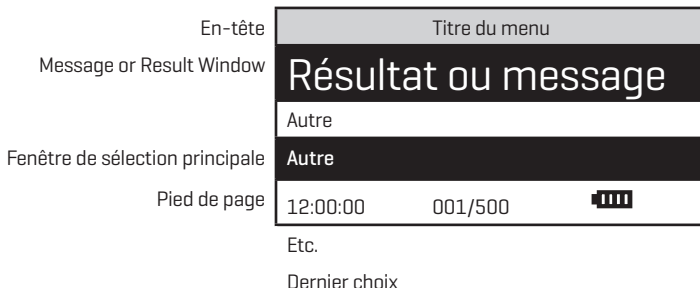 En-tête
Titre du menu
Message or Result Window
Résultat ou message
Autre
Fenêtre de sélection principale
Autre
Pied de page
12:00:00 001/500
Etc.
Dernier choix